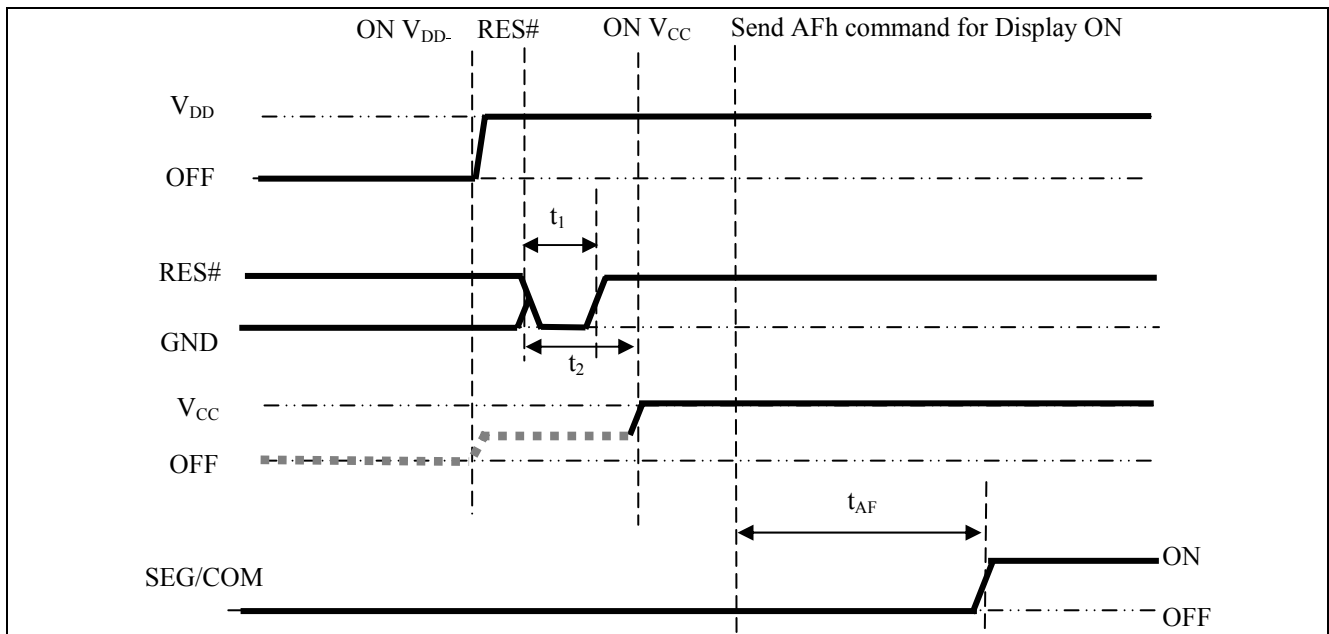 ON VDD- RES# ON VCC Send AFh command for Display ON
VDD
OFF
t1
RES#
GND
t2
VCC
OFF
tAF
ON
SEG/COM
OFF